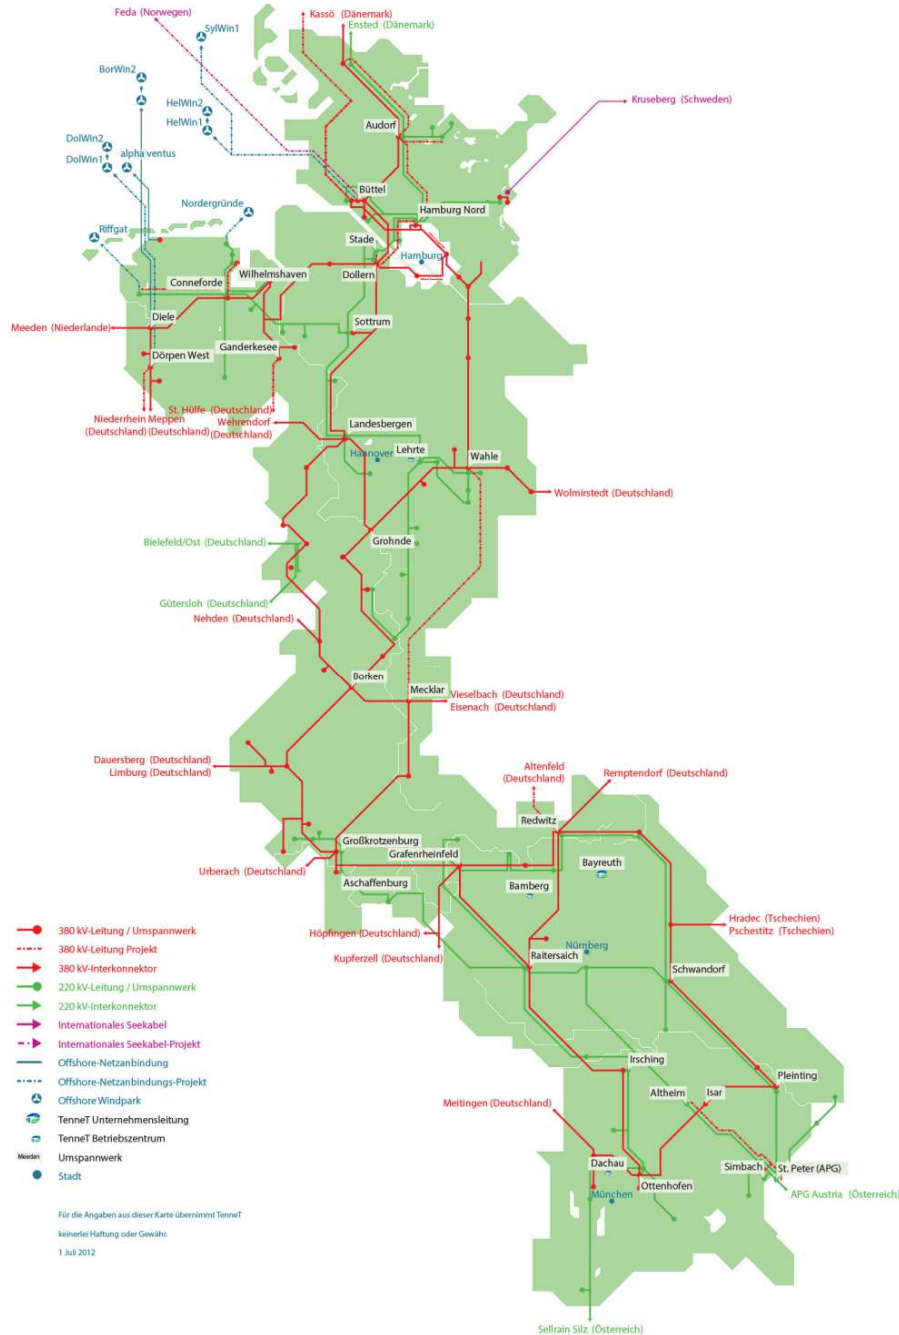 Feda (Norwegen)
SylWin1
Kassö (Dänemark)
Ensted (Dänemark)
BorWin2
HelWin2
HelWin1
Kruseberg (Schweden)
Audorf
DolWin2
DolWin1
alpha ventus
Büttel
Nordergründe
Hamburg Nord
Riffgat
Stade
Hamburg
Wilhelmshaven
Dollern
Conneforde
Diele
Meeden (Niederlande)
Sottrum
Ganderkesee
Dörpen West
Niederrhein
(Deutschland)
Meppen
(Deutschland)
St. Hülfe (Deutschland)
Wehrendorf
(Deutschland)
Landesbergen
Hannover
Lehrte
Wahle
Wolmirstedt (Deutschland)
Bielefeld/Ost (Deutschland)
Grohnde
Gütersloh (Deutschland)
Nehden (Deutschland)
Borken
Mecklar
Vieselbach (Deutschland)
Eisenach (Deutschland)
Dauersberg (Deutschland)
Limburg (Deutschland)
Altenfeld
(Deutschland)
Remptendorf (Deutschland)
Redwitz
Großkrotzenburg
Grafenrheinfeld
Urberach (Deutschland)
Aschaffenburg
Bayreuth
Bamberg
Höpfingen (Deutschland)
Kupferzell (Deutschland)
Hradec (Tschechien)
Pschestitz (Tschechien)
Nürnberg
Raitersaich
Schwandorf
Irsching
Pleinting
Altheim
Isar
Meitingen (Deutschland)
Dachau
Ottenhofen
München
Simbach
St. Peter (APG)
APG Austria (Österreich)
Sellrain Silz (Österreich)
380 kV-Leitung / Umspannwerk
380 kV-Leitung Projekt
380 kV-Interkonnektor
220 kV-Leitung / Umspannwerk
220 kV-Interkonnektor
Internationales Seekabel
Internationales Seekabel-Projekt
Offshore-Netzanbindung
Offshore-Netzanbindungs-Projekt
Offshore Windpark
TenneT Unternehmensleitung
TenneT Betriebszentrum
Meeden
Umspannwerk
Stadt
Für die Angaben aus dieser Karte übernimmt TenneT
keinerlei Haftung oder Gewähr.
1 Juli 2012